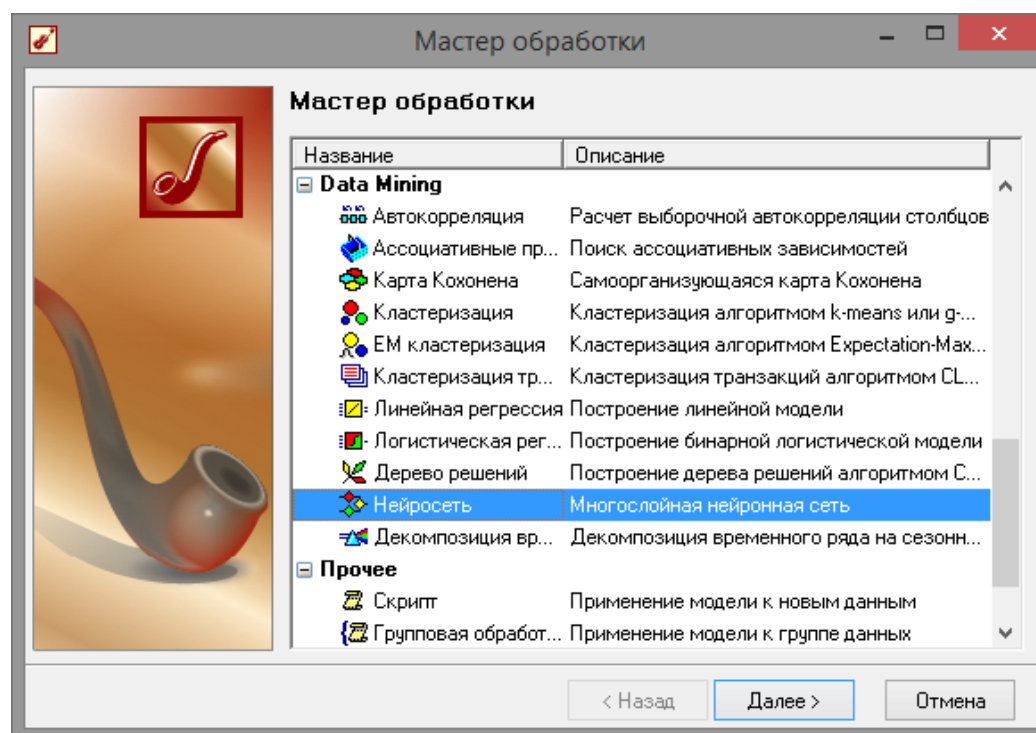 Мастер обработки
Мастер обработки
Название Описание
Data Mining
Автокорреляция Расчет выборочной автокорреляции столбцов
Ассоциативные пр... Поиск ассоциативных зависимостей
Карта Кохонена Самоорганизующаяся карта Кохонена
Кластеризация Кластеризация алгоритмом k-means или g-...
EM кластеризация Кластеризация алгоритмом Expectation-Max...
Кластеризация тр... Кластеризация транзакций алгоритмом CL...
Линейная регрессия Построение линейной модели
Логистическая рег... Построение бинарной логистической модели
Дерево решений Построение дерева решений алгоритмом C...
Нейросеть Многослойная нейронная сеть
Декомпозиция вр... Декомпозиция временного ряда на сезонн...
Прочее
Скрипт Применение модели к новым данным
Групповая обработ... Применение модели к группе данных
< Назад Далее > Отмена